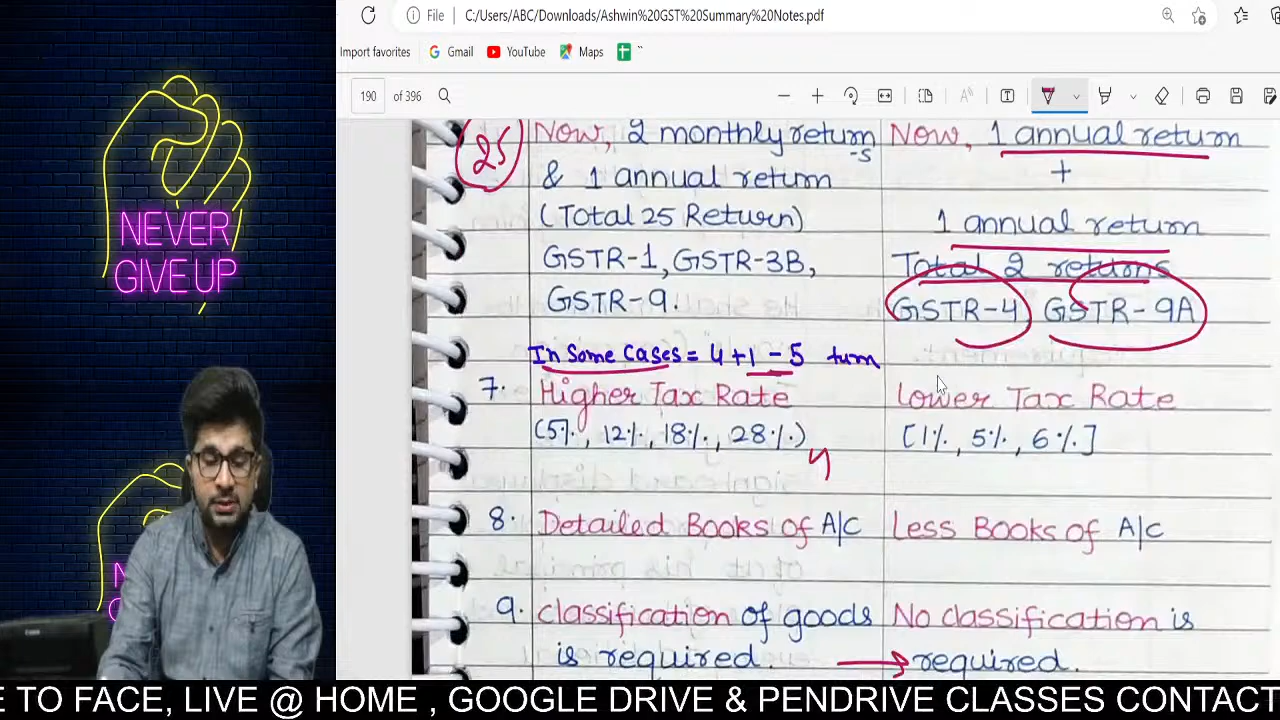 File
C:/Users/ABC/Downloads/Ashwin%20GST%20Summary%20Notes.pdf
Import favorites
Gmail
YouTube
Maps
190 of 396
25
Now, 2 monthly return
-s
& 1 annual return
(Total 25 Return)
GSTR-1, GSTR-3B,
GSTR-9.
In Some Cases = 4+1-5 turn
Now, 1 annual return
+
1 annual return
Total 2 returns
GSTR-4 GSTR-9A
7. Higher Tax Rate
(5%, 12%, 18%, 28%)
Lower Tax Rate
[1%, 5%, 6%]
8. Detailed Books of A/c
Less Books of A/c
9. classification of goods
is required.
No classification is
required.
NEVER
GIVE UP
E TO FACE, LIVE @ HOME , GOOGLE DRIVE & PENDRIVE CLASSES CONTACT